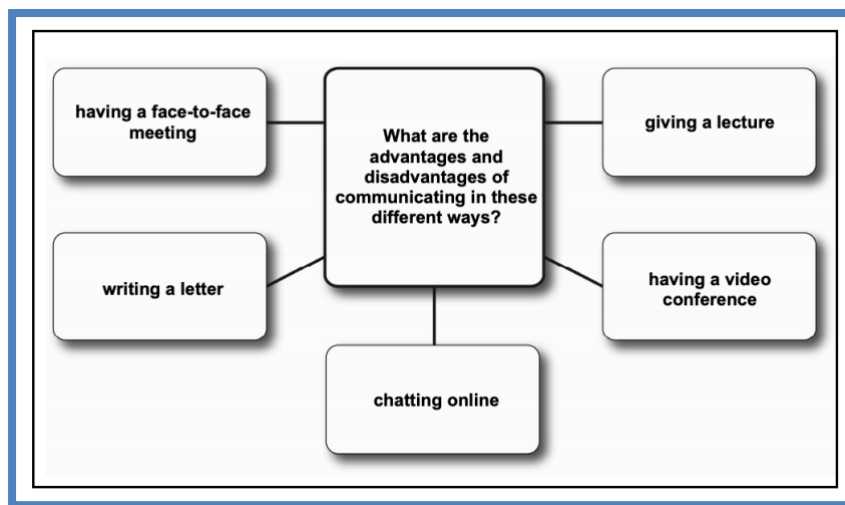 having a face-to-face
meeting
What are the
advantages and
disadvantages of
communicating in these
different ways?
giving a lecture
writing a letter
having a video
conference
chatting online